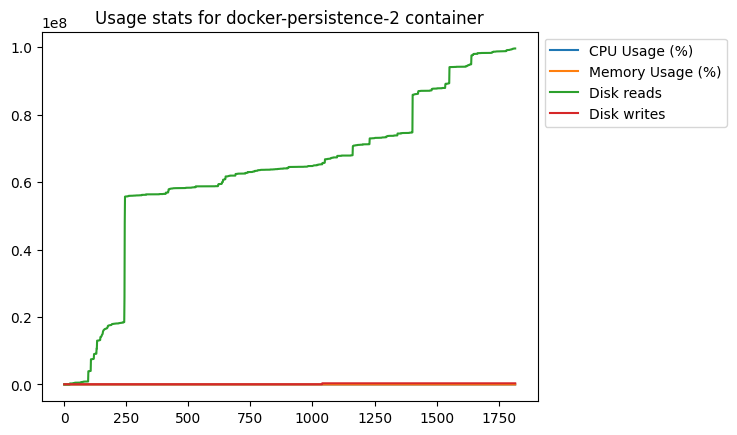 Usage stats for docker-persistence-2 container
1e8
1.0
0.8
0.6
0.4
0.2
0.0
0 250 500 750 1000 1250 1500 1750
CPU Usage (%)
Memory Usage (%)
Disk reads
Disk writes